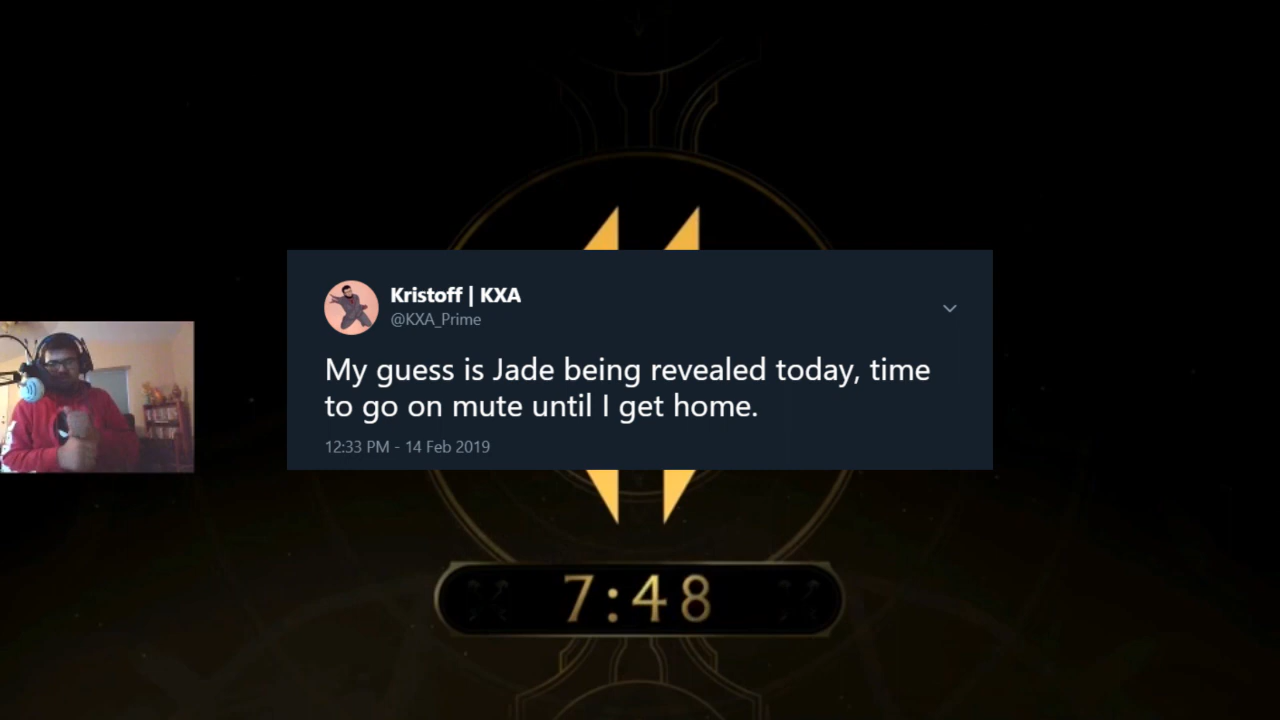 Kristoff | KXA
@KXA_Prime
My guess is Jade being revealed today, time
to go on mute until I get home.
12:33 PM - 14 Feb 2019
7:48